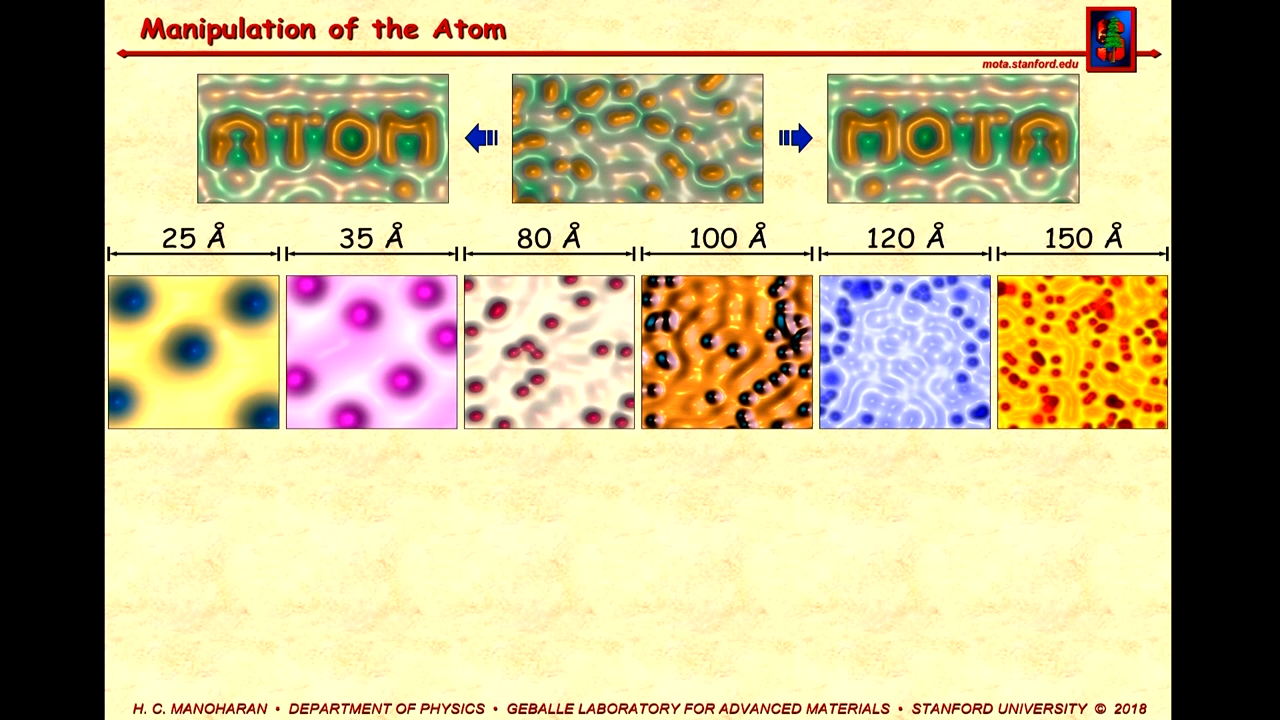 Manipulation of the Atom
mota.stanford.edu
ATOM
MOTA
25 Å
35 Å
80 Å
100 Å
120 Å
150 Å
H. C. MANOHARAN • DEPARTMENT OF PHYSICS • GEBALLE LABORATORY FOR ADVANCED MATERIALS • STANFORD UNIVERSITY © 2018